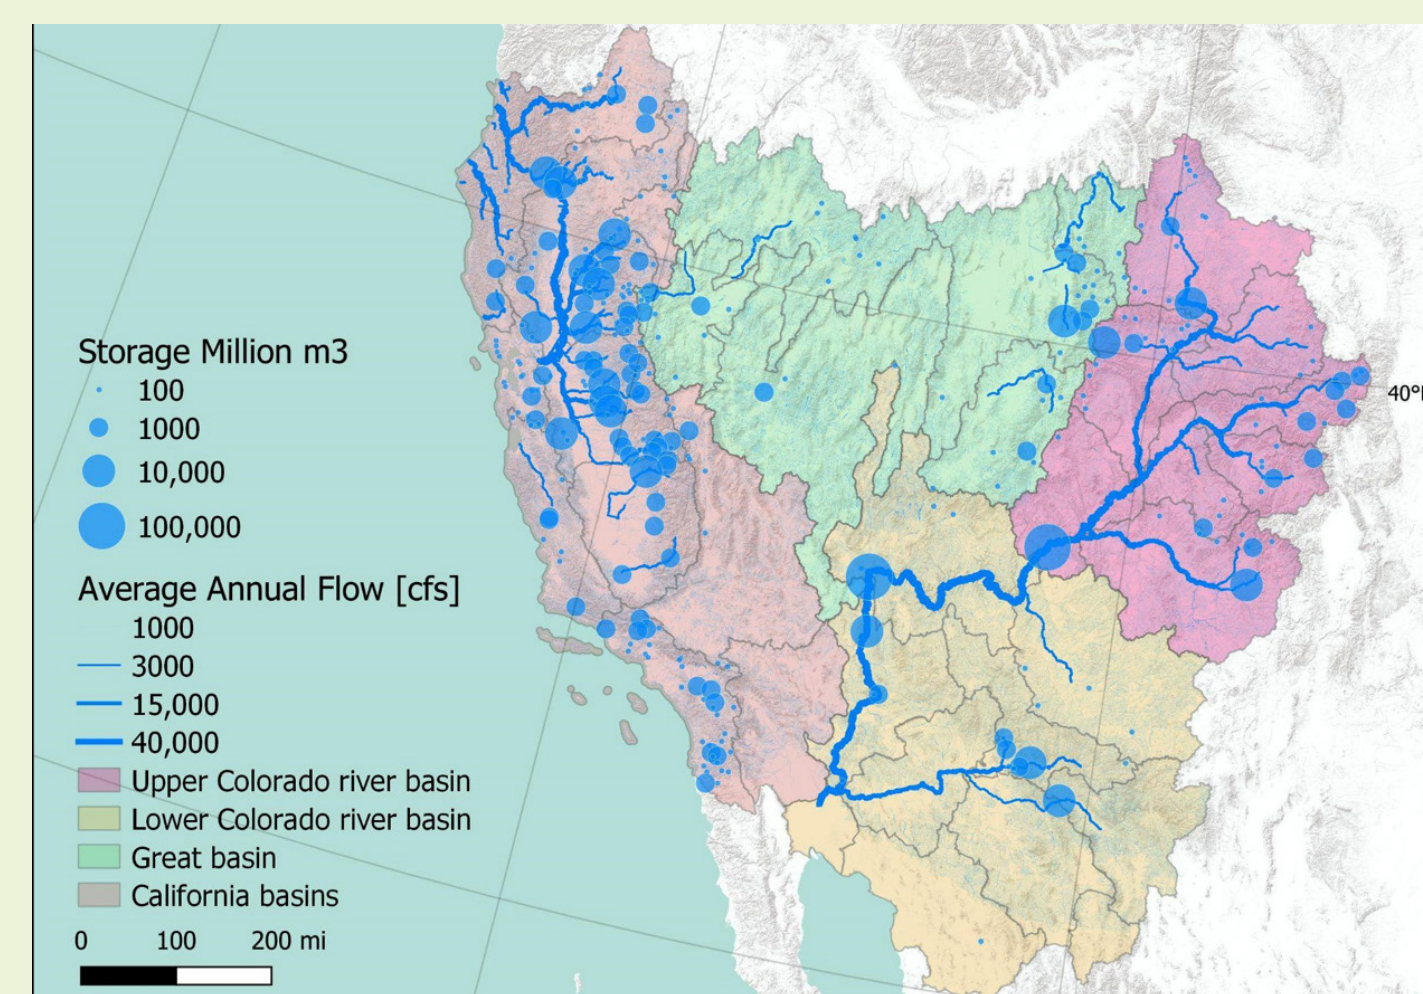 Storage Million m3
100
1000
10,000
100,000
Average Annual Flow [cfs]
1000
3000
15,000
40,000
Upper Colorado river basin
Lower Colorado river basin
Great basin
California basins
0 100 200 mi
40°